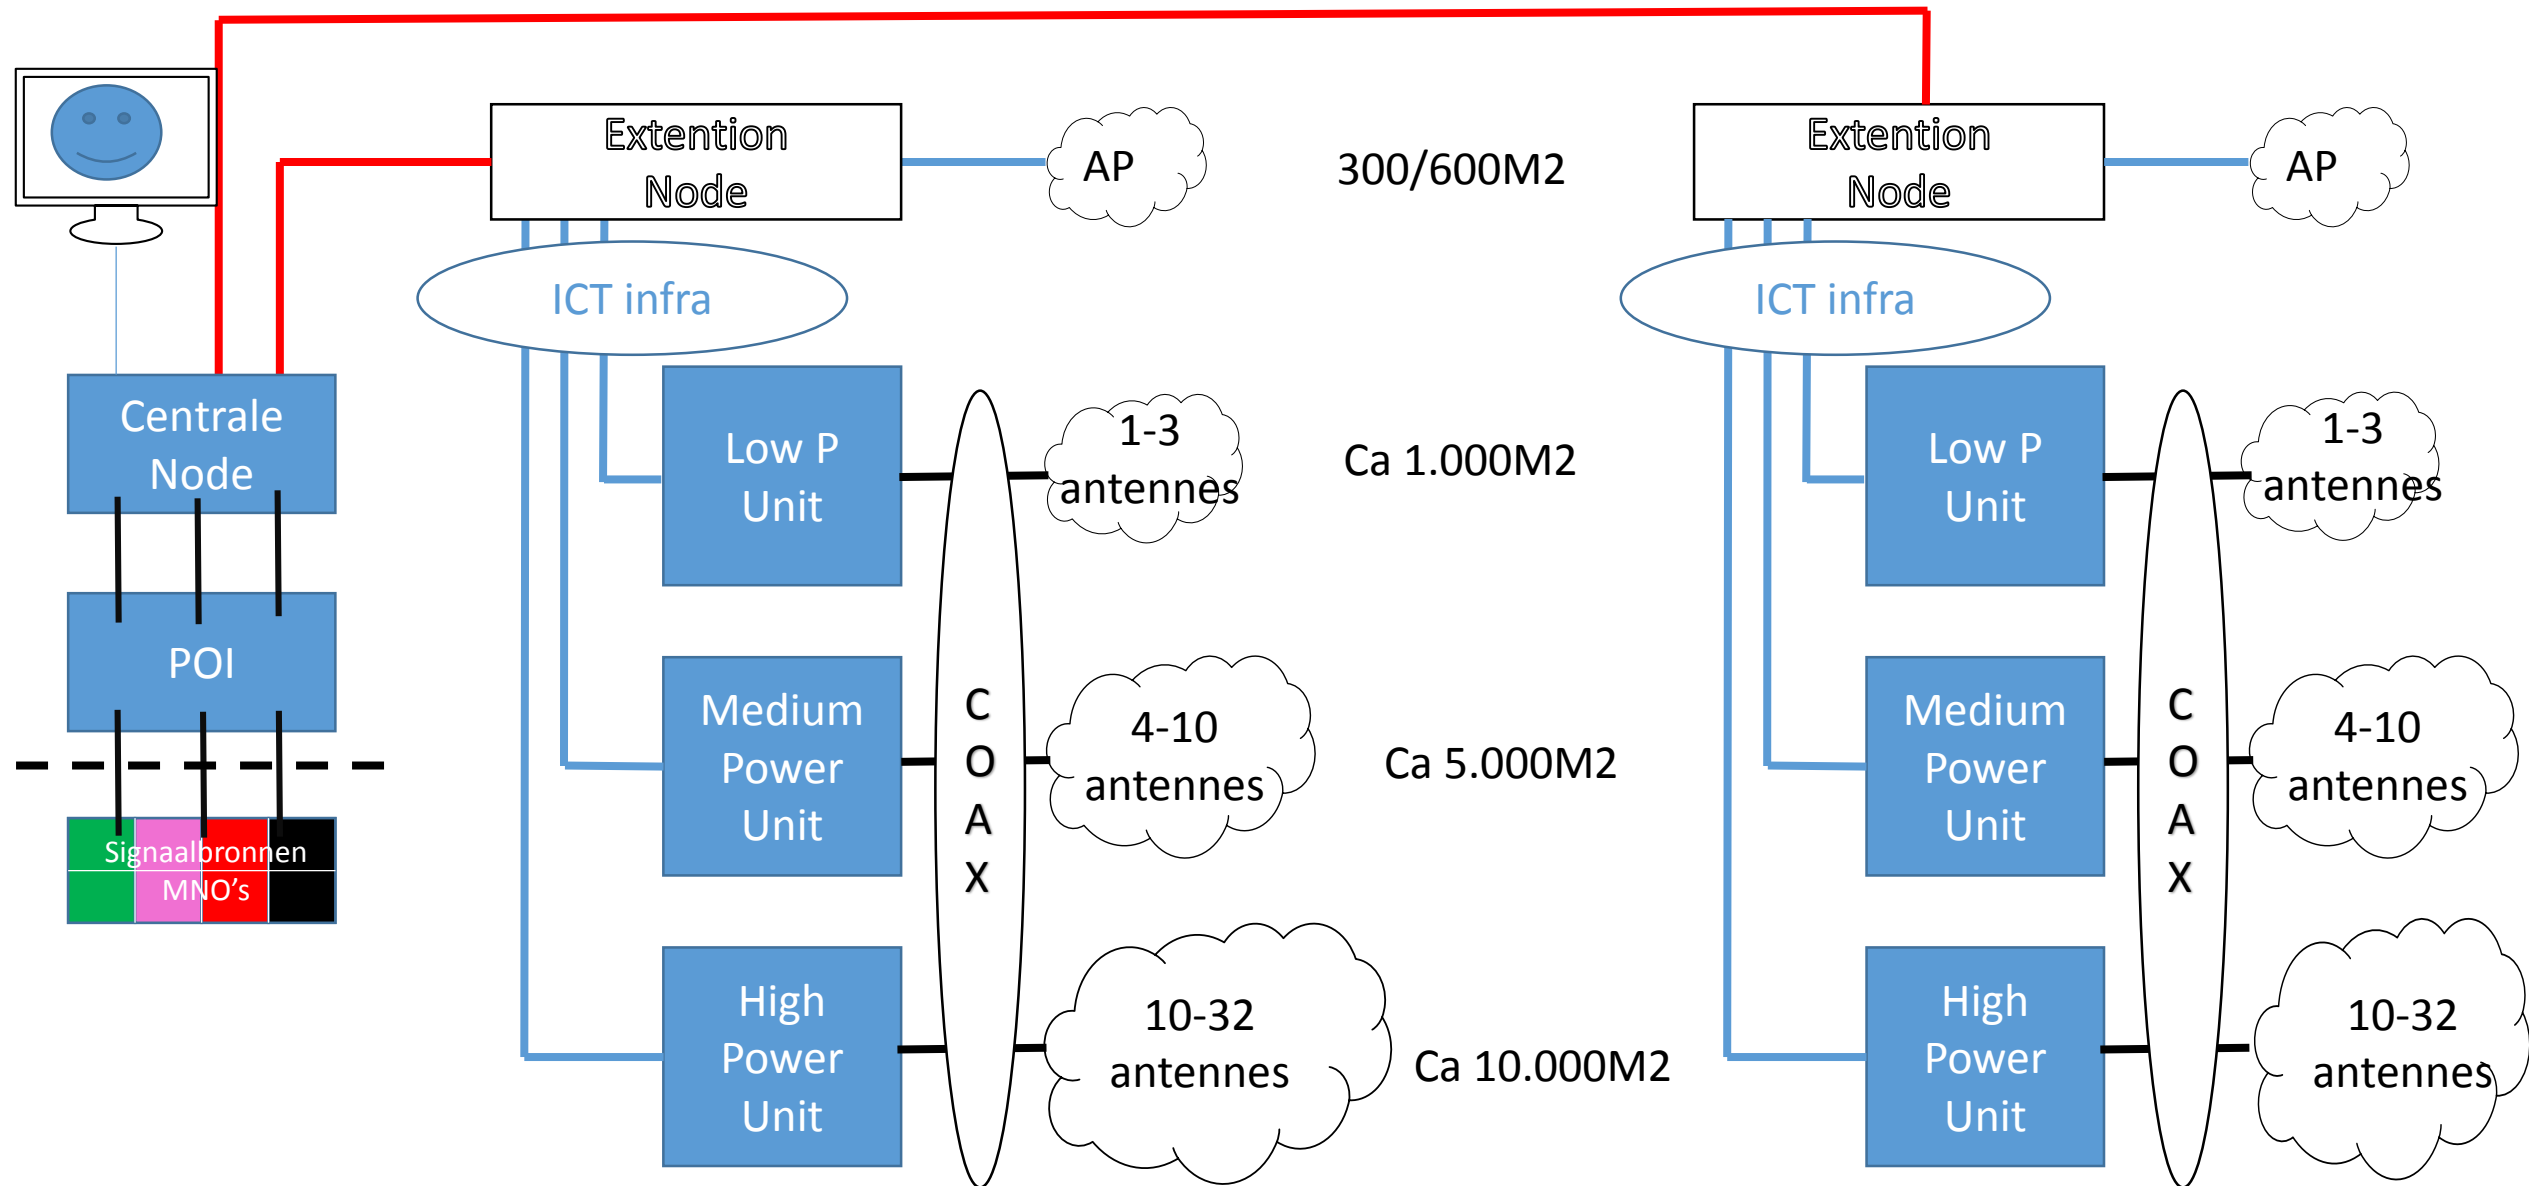 Extention
Node
AP
300/600M2
Extention
Node
AP
ICT infra
ICT infra
Centrale
Node
Low P
Unit
1-3
antennes
Ca 1.000M2
Low P
Unit
1-3
antennes
POI
Medium
Power
Unit
C
O
A
X
4-10
antennes
Ca 5.000M2
Medium
Power
Unit
C
O
A
X
4-10
antennes
Signaalbronnen
MNO's
High
Power
Unit
10-32
antennes
Ca 10.000M2
High
Power
Unit
10-32
antennes